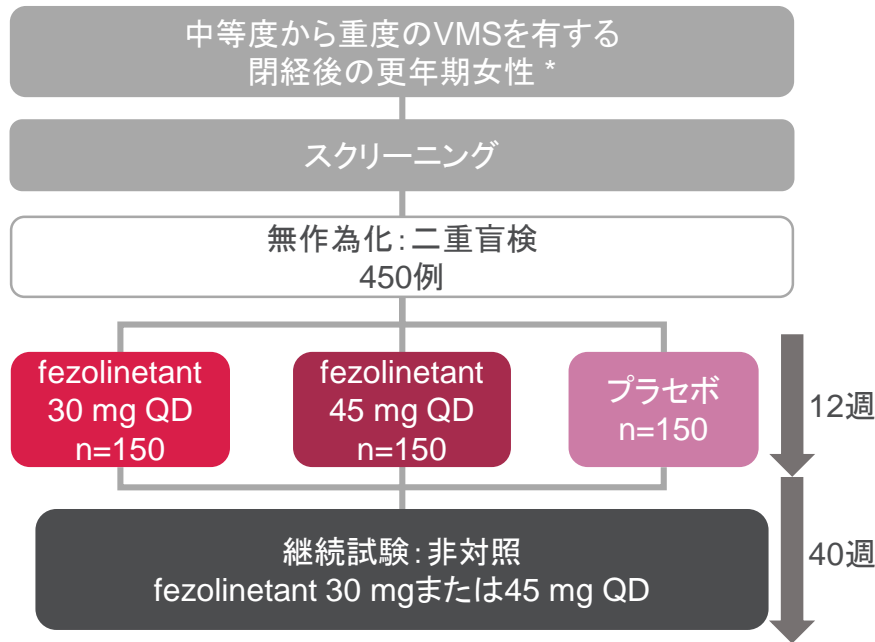 中等度から重度のVMSを有する
閉経後の更年期女性 *
スクリーニング
無作為化：二重盲検
450例
fezolinetant
30 mg QD
n=150
fezolinetant
45 mg QD
n=150
プラセボ
n=150
12週
継続試験：非対照
fezolinetant 30 mgまたは45 mg QD
40週